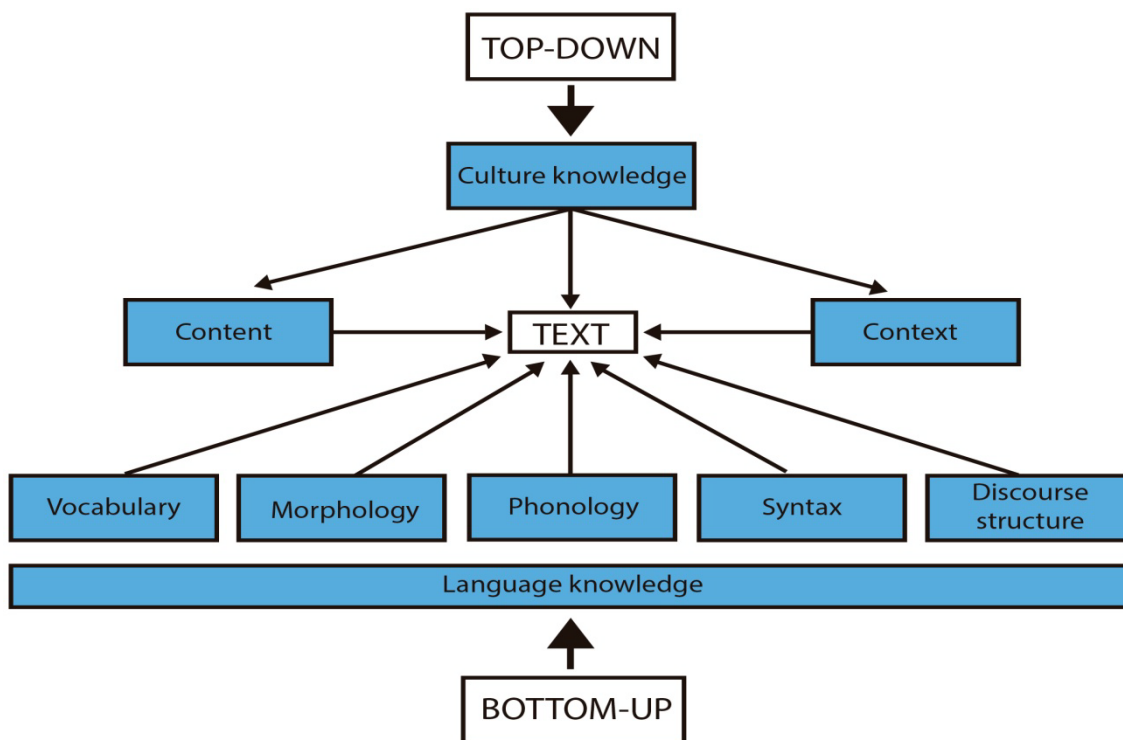 TOP-DOWN
Culture knowledge
Content
TEXT
Context
Vocabulary
Morphology
Phonology
Syntax
Discourse
structure
Language knowledge
BOTTOM-UP